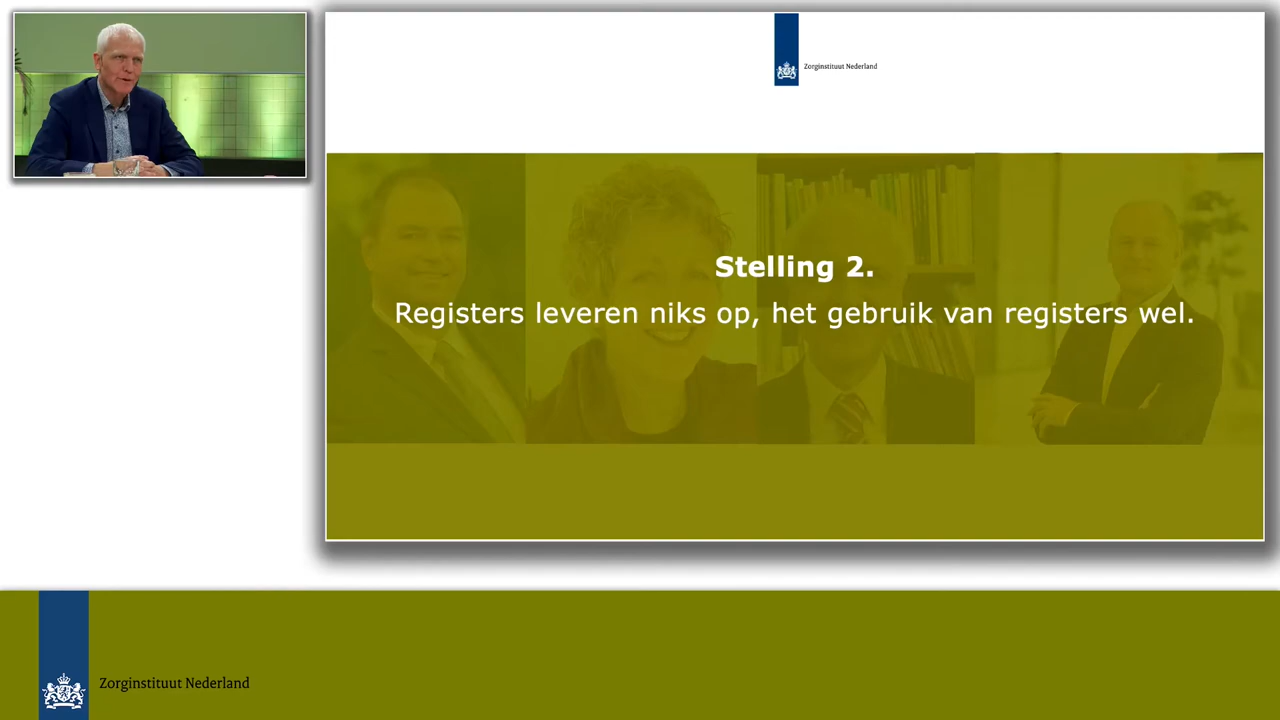 Zorginstituut Nederland
Stelling 2.
Registers leveren niks op, het gebruik van registers wel.
Zorginstituut Nederland